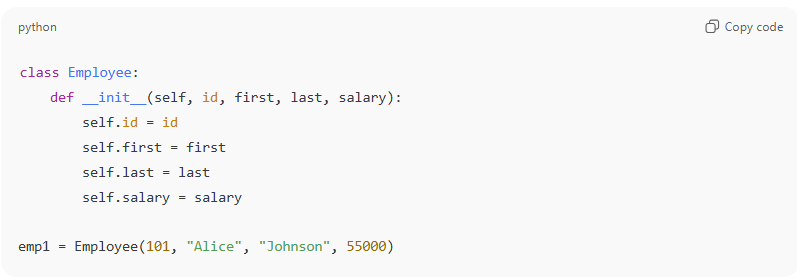 python
Copy code
class Employee:
    def __init__(self, id, first, last, salary):
        self.id = id
        self.first = first
        self.last = last
        self.salary = salary
emp1 = Employee(101, "Alice", "Johnson", 55000)